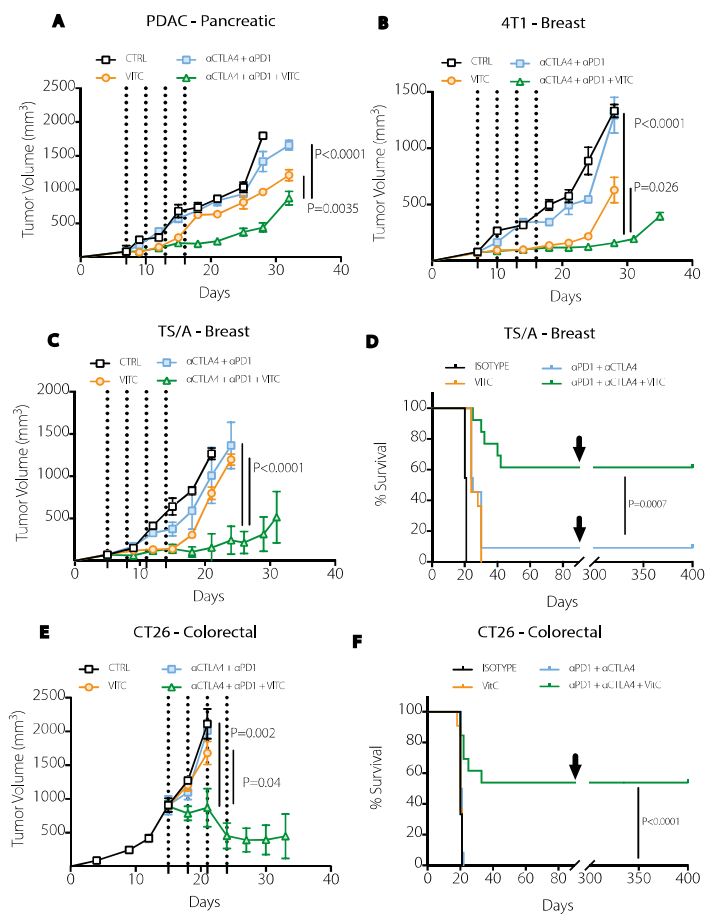 A
PDAC - Pancreatic
CTRL
αCTLA4 + αPD1
VITC
αCTLA4 + αPD1 + VITC
Tumor Volume (mm³)
2500
2000
1500
1000
500
P<0.0001
P=0.0035
0 10 20 30 40
Days
B
4T1 - Breast
CTRL
αCTLA4 + αPD1
VITC
αCTLA4 + αPD1 + VITC
Tumor Volume (mm³)
1500
1000
500
P<0.0001
P=0.026
0 10 20 30 40
Days
C
TS/A - Breast
CTRL
αCTLA4 + αPD1
VITC
αCTLA4 + αPD1 + VITC
Tumor Volume (mm³)
2000
1500
1000
500
P<0.0001
0 10 20 30 40
Days
D
TS/A - Breast
ISOTYPE
αPD1 + αCTLA4
VITC
αPD1 + αCTLA4 + VITC
% Survival
100
80
60
40
20
0
P=0.0007
0 20 40 60 80 300 350 400
Days
E
CT26 - Colorectal
CTRL
αCTLA4 + αPD1
VITC
αCTLA4 + αPD1 + VITC
Tumor Volume (mm³)
2500
2000
1500
1000
500
0
P=0.002
P=0.04
0 10 20 30 40
Days
F
CT26 - Colorectal
ISOTYPE
αPD1 + αCTLA4
VitC
αPD1 + αCTLA4 + VitC
% Survival
100
80
60
40
20
0
P<0.0001
0 20 40 60 80 300 350 400
Days